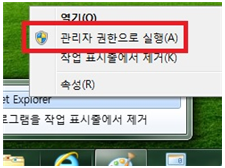 열기(O)
관리자 권한으로 실행(A)
작업 표시줄에서 제거(K)
속성(R)
et Explorer
로그램을 작업 표시줄에서 제거